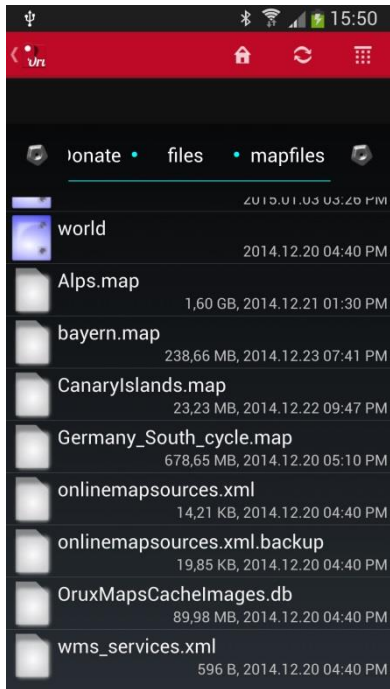 15:50
Donate • files • mapfiles
2015.01.03 03:26 PM
world
2014.12.20 04:40 PM
Alps.map
1,60 GB, 2014.12.21 01:30 PM
bayern.map
238,66 MB, 2014.12.23 07:41 PM
CanaryIslands.map
23,23 MB, 2014.12.22 09:47 PM
Germany_South_cycle.map
678,65 MB, 2014.12.20 05:10 PM
onlinemapsources.xml
14,21 KB, 2014.12.20 04:40 PM
onlinemapsources.xml.backup
19,85 KB, 2014.12.20 04:40 PM
OruxMapsCacheImages.db
89,98 MB, 2014.12.20 04:40 PM
wms_services.xml
596 B, 2014.12.20 04:40 PM